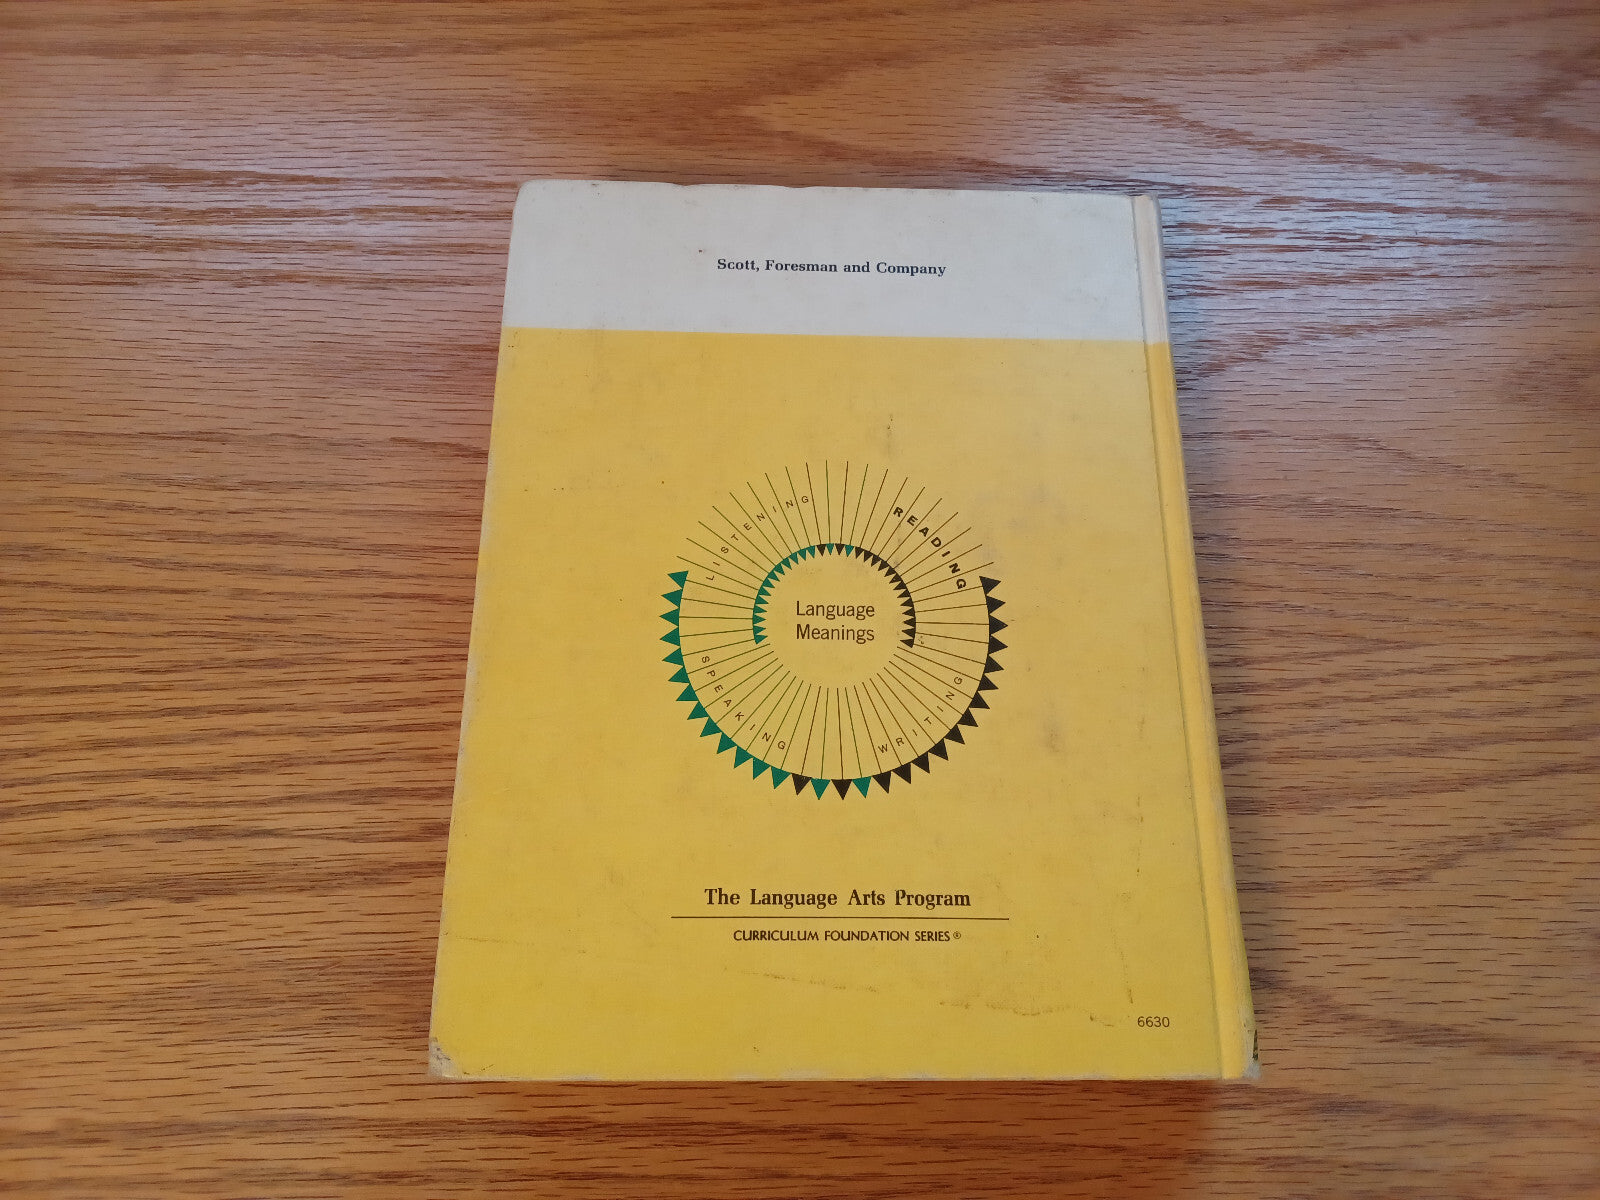 Scott, Foresman and Company
LISTENING
READING
Language
Meanings
SPEAKING
WRITING
The Language Arts Program
CURRICULUM FOUNDATION SERIES®
6630